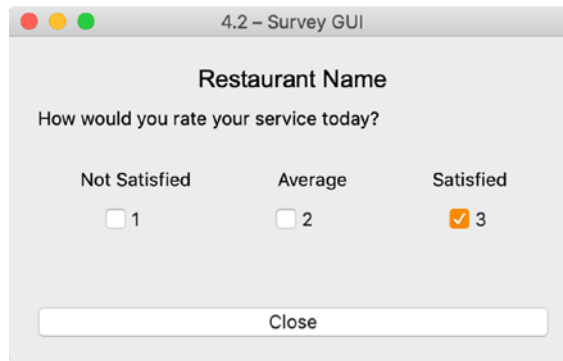 4.2 – Survey GUI
Restaurant Name
How would you rate your service today?
Not Satisfied Average Satisfied
1 2 3
Close